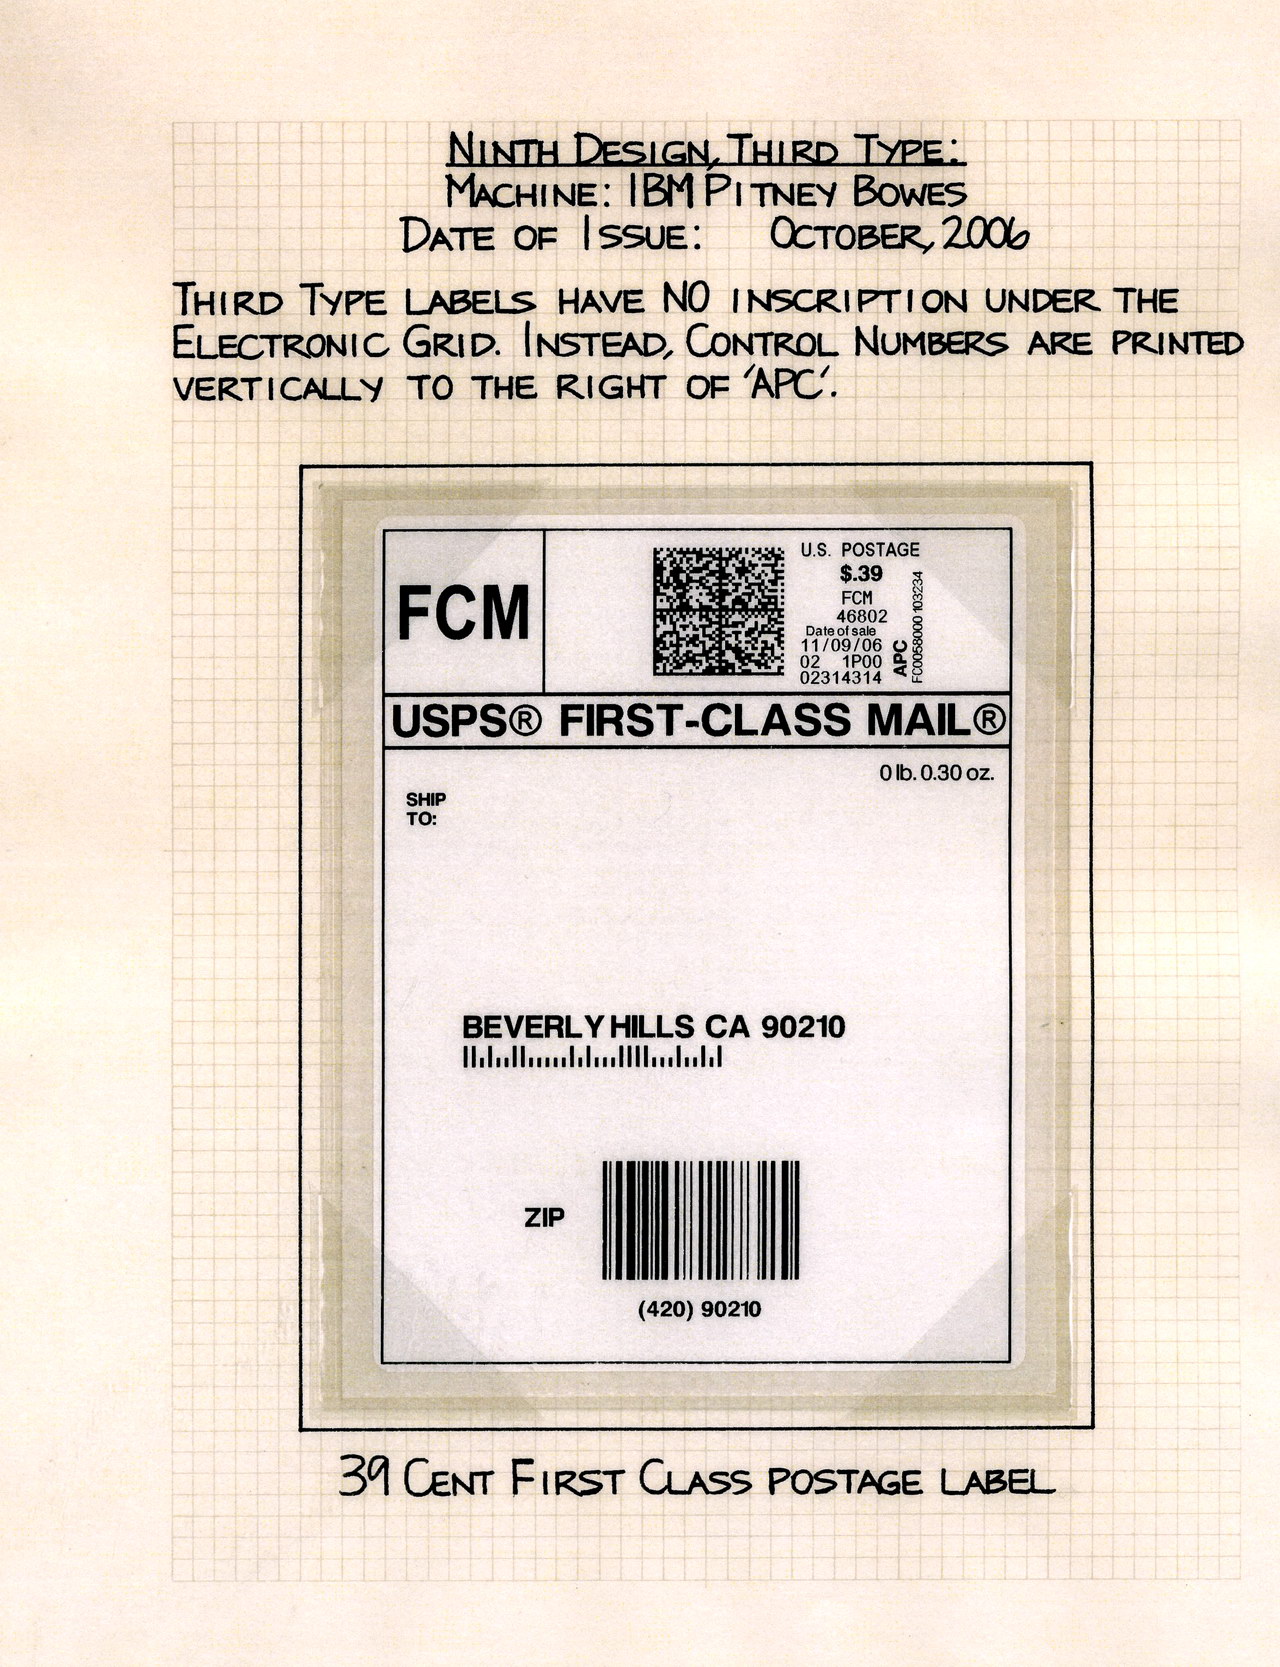 NINTH DESIGN, THIRD TYPE:
MACHINE: IBM PITNEY BOWES
DATE OF ISSUE: OCTOBER, 2006
THIRD TYPE LABELS HAVE NO INSCRIPTION UNDER THE
ELECTRONIC GRID. INSTEAD, CONTROL NUMBERS ARE PRINTED
VERTICALLY TO THE RIGHT OF 'APC'.
FCM
U.S. POSTAGE
$.39
FCM
46802
Date of sale
11/09/06
02 1P00
02314314
APC
FC0058000 103234
USPS® FIRST-CLASS MAIL®
0 lb. 0.30 oz.
SHIP
TO:
BEVERLY HILLS CA 90210
ZIP
(420) 90210
39 CENT FIRST CLASS POSTAGE LABEL